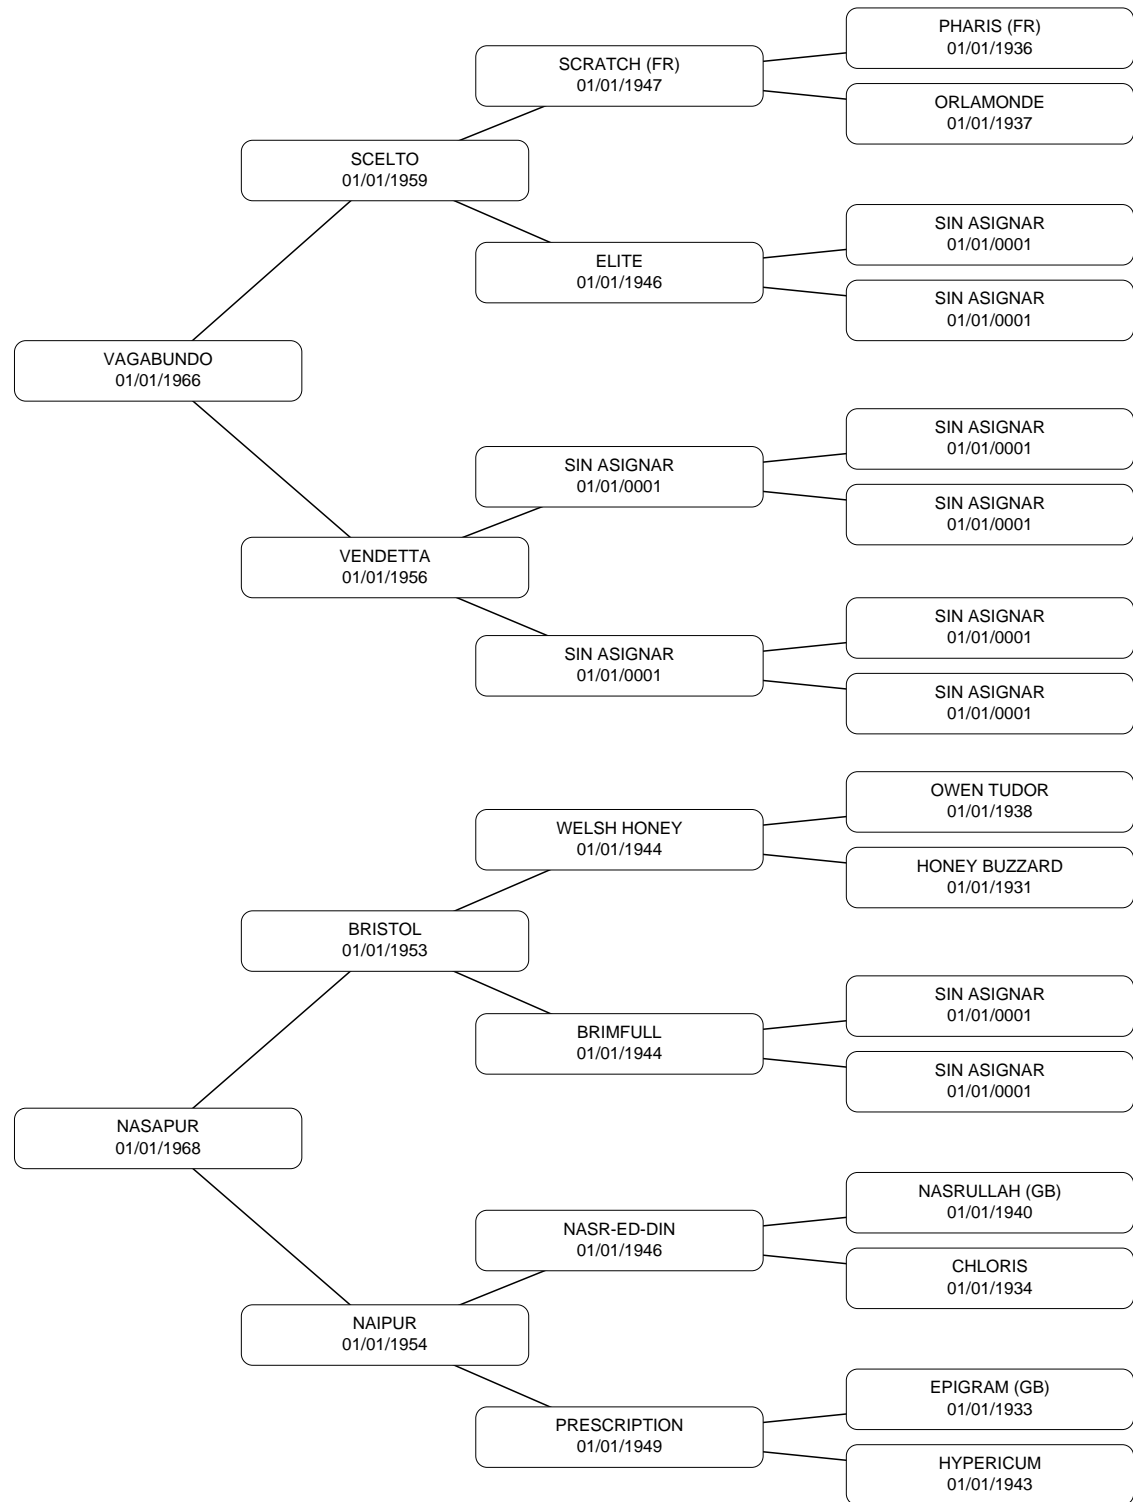 PHARIS (FR)
01/01/1936
SCRATCH (FR)
01/01/1947
ORLAMONDE
01/01/1937
SCELTO
01/01/1959
SIN ASIGNAR
01/01/0001
ELITE
01/01/1946
SIN ASIGNAR
01/01/0001
VAGABUNDO
01/01/1966
SIN ASIGNAR
01/01/0001
SIN ASIGNAR
01/01/0001
SIN ASIGNAR
01/01/0001
VENDETTA
01/01/1956
SIN ASIGNAR
01/01/0001
SIN ASIGNAR
01/01/0001
SIN ASIGNAR
01/01/0001
OWEN TUDOR
01/01/1938
WELSH HONEY
01/01/1944
HONEY BUZZARD
01/01/1931
BRISTOL
01/01/1953
SIN ASIGNAR
01/01/0001
BRIMFULL
01/01/1944
SIN ASIGNAR
01/01/0001
NASAPUR
01/01/1968
NASRULLAH (GB)
01/01/1940
NASR-ED-DIN
01/01/1946
CHLORIS
01/01/1934
NAIPUR
01/01/1954
EPIGRAM (GB)
01/01/1933
PRESCRIPTION
01/01/1949
HYPERICUM
01/01/1943